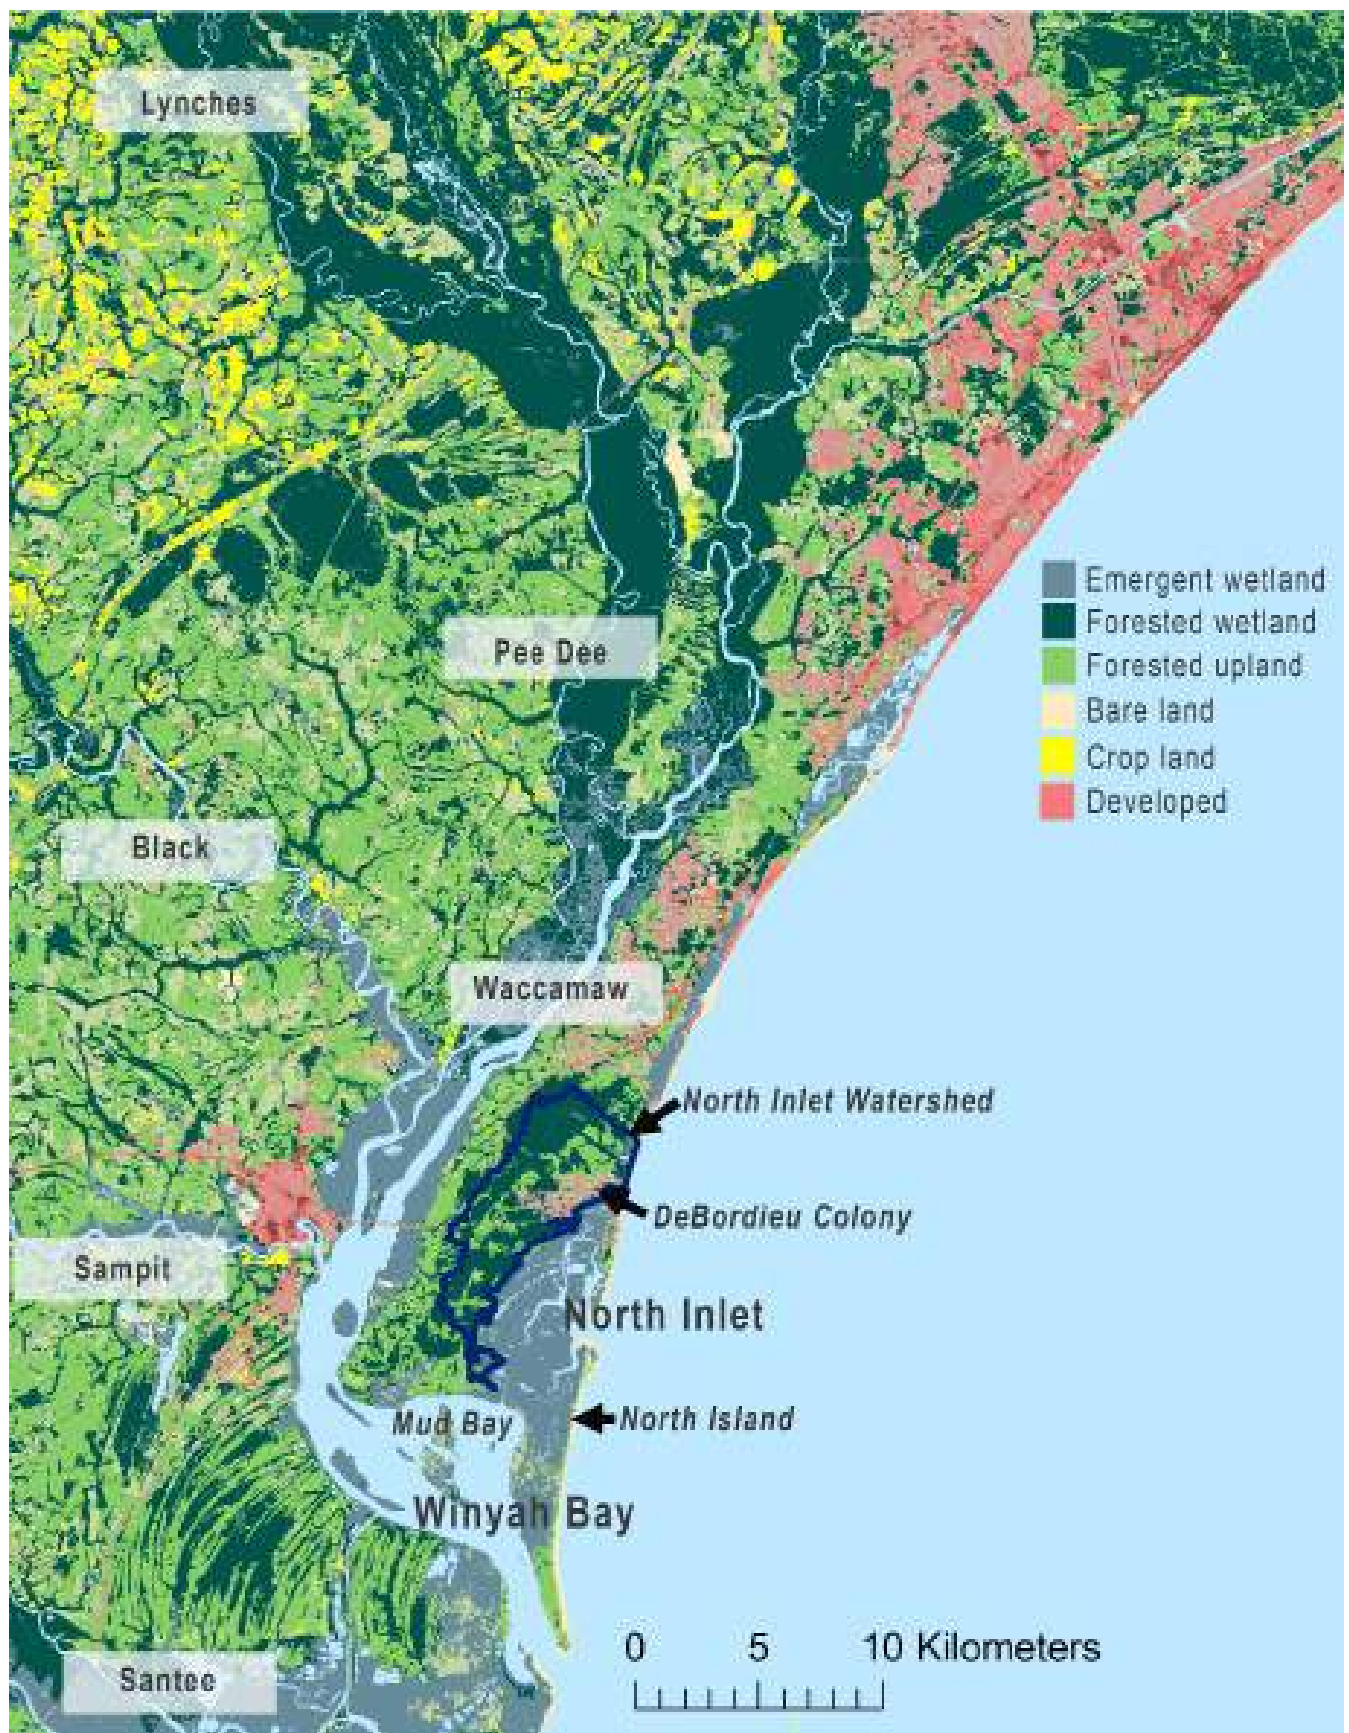 Lynches
Emergent wetland
Forested wetland
Forested upland
Pee Dee
Bare land
Crop land
Developed
Black
Waccamaw
North Inlet Watershed
DeBordieu Colony
Sampit
North Inlet
Mud Bay
North Island
Winyah Bay
0 5 10 Kilometers
Santee